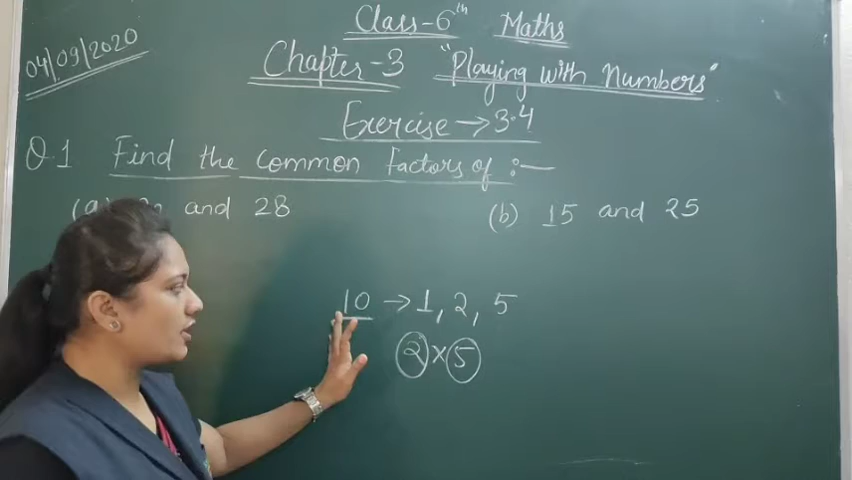 Class-6th Maths
04/09/2020
Chapter-3 "Playing with Numbers"
Exercise → 3.4
Q.1 Find the common factors of :—
(a) and 28
(b) 15 and 25
10 → 1, 2, 5
2 × 5